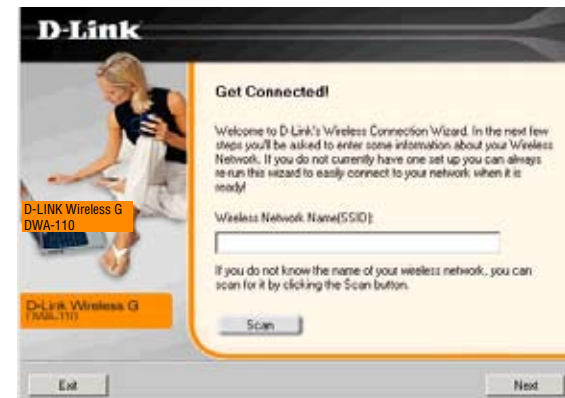 D-Link
Get Connected!
Welcome to D-Link's Wireless Connection Wizard. In the next few
steps you'll be asked to enter some information about your Wireless
Network. If you do not currently have one set up you can always
re-run this wizard to easily connect to your network when it is
ready!
D-LINK Wireless G
DWA-110
Wireless Network Name(SSID):
If you do not know the name of your wireless network, you can
scan for it by clicking the Scan button.
D-Link Wireless G
DWA-110
Scan
Exit
Next